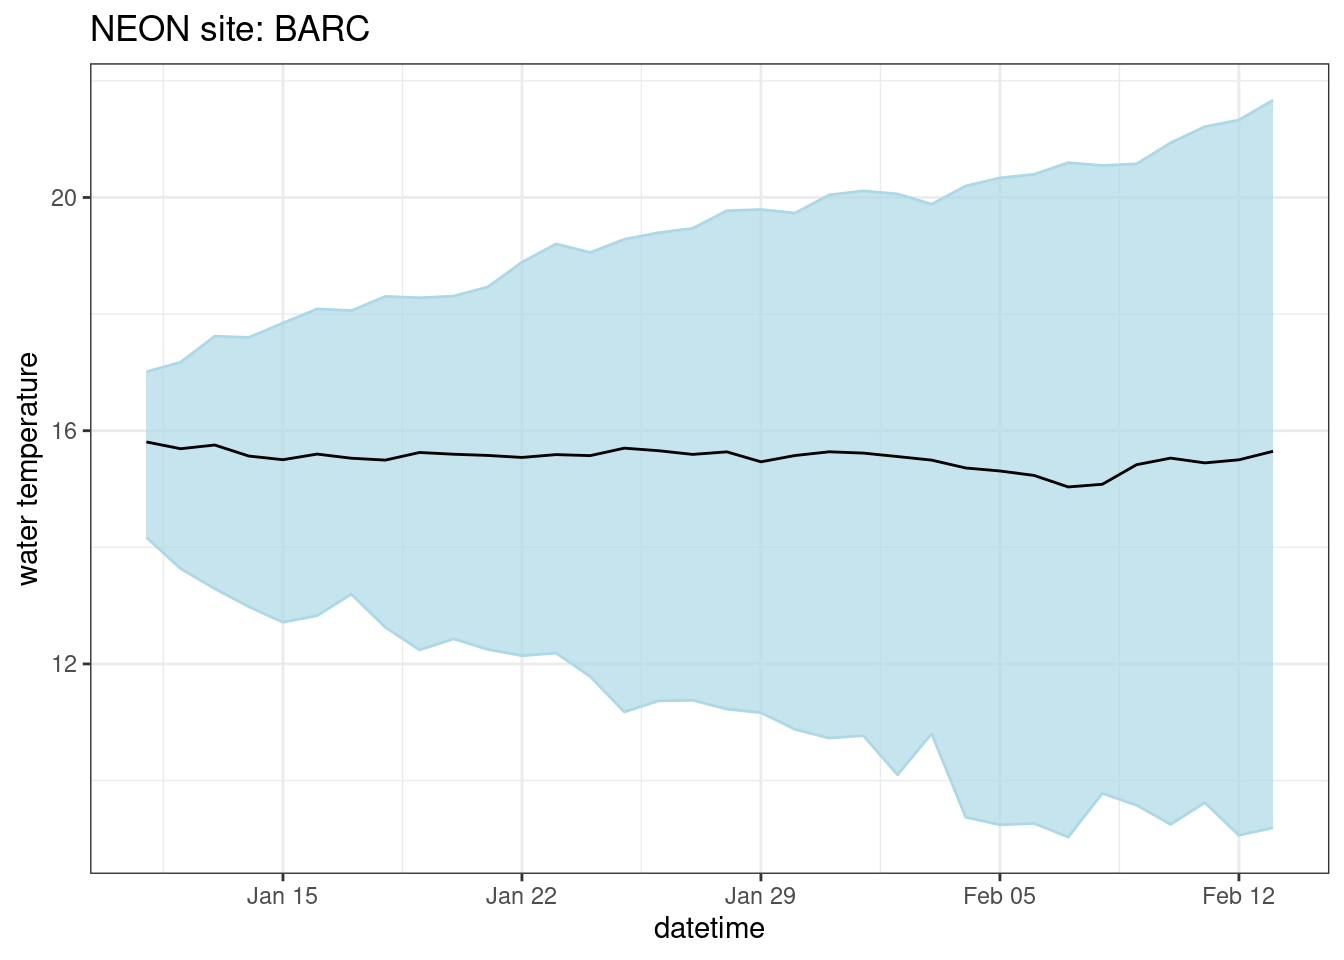 NEON site: BARC
20
16
12
water temperature
Jan 15
Jan 22
Jan 29
Feb 05
Feb 12
datetime